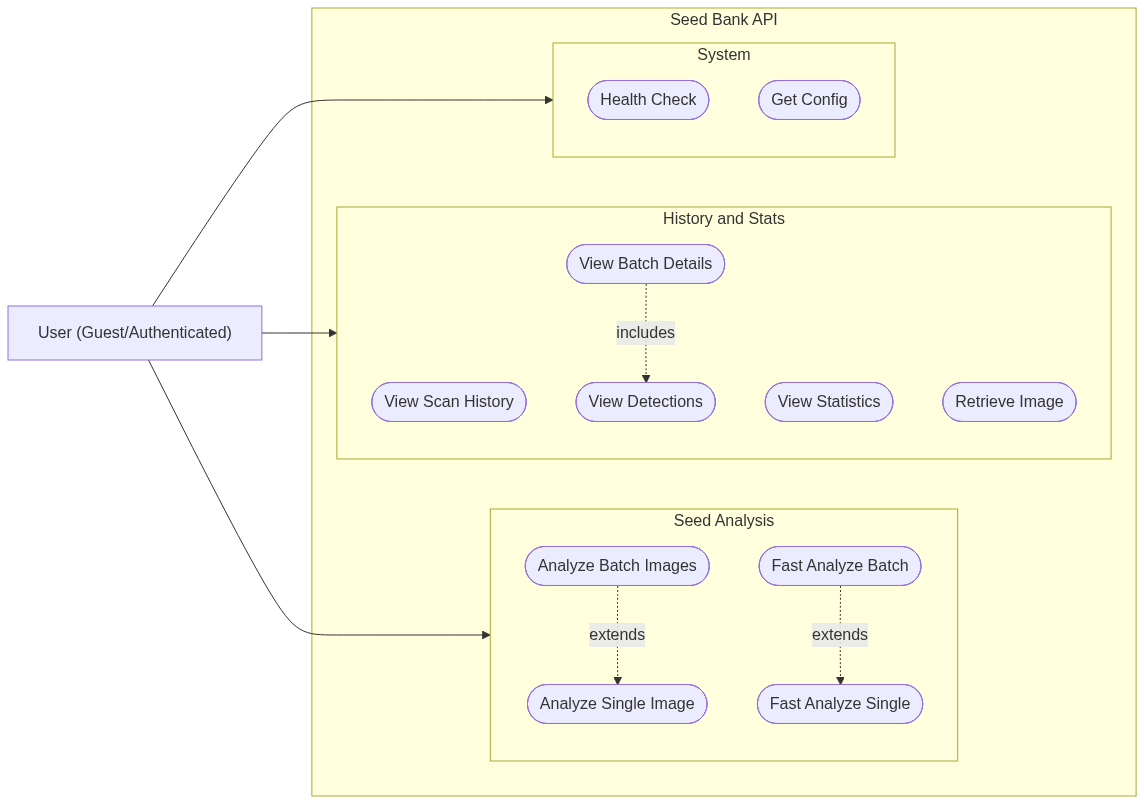 Seed Bank API
System
Health Check
Get Config
History and Stats
View Batch Details
User (Guest/Authenticated)
includes
View Scan History
View Detections
View Statistics
Retrieve Image
Seed Analysis
Analyze Batch Images
Fast Analyze Batch
extends
extends
Analyze Single Image
Fast Analyze Single